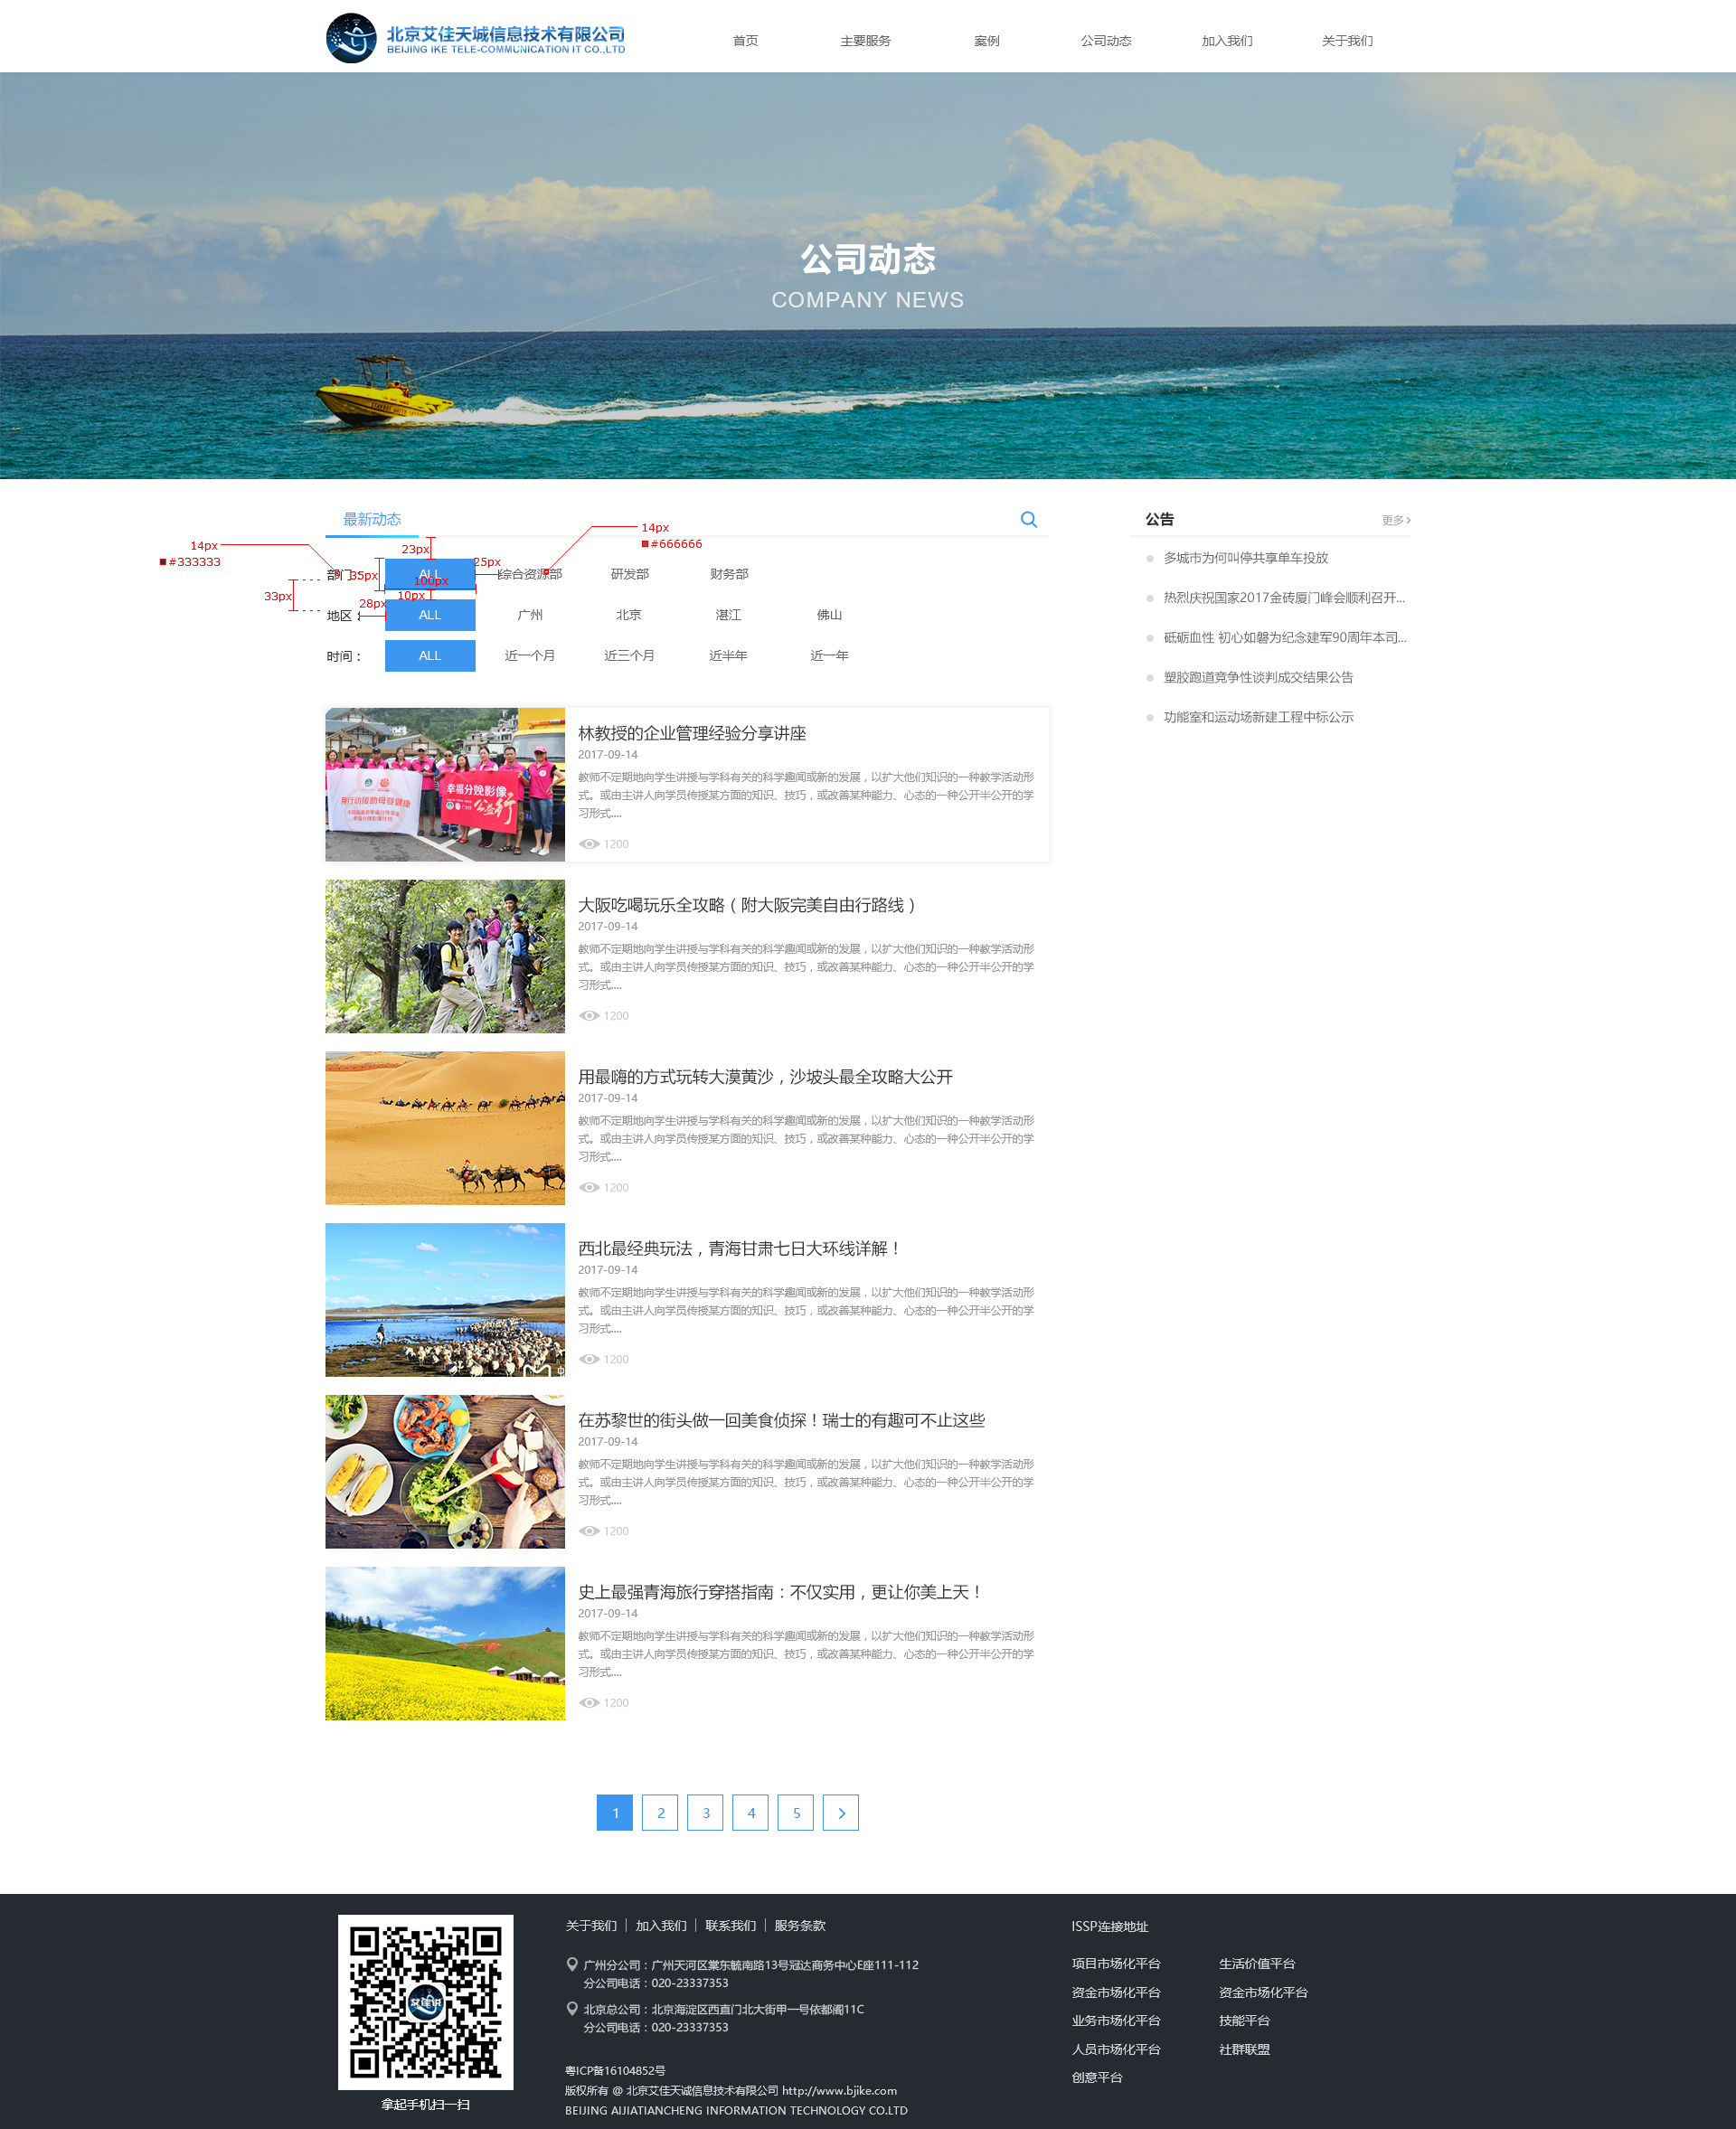 北京艾佳天诚信息技术有限公司
BEIJING IKE TELE-COMMUNICATION IT CO.,LTD
首页 主要服务 案例 公司动态 加入我们 关于我们
公司动态
COMPANY NEWS
最新动态
14px
#333333
23px
14px
#666666
25px
35px
100px
33px
28px
10px
部门： ALL 综合资源部 研发部 财务部
地区： ALL 广州 北京 湛江 佛山
时间： ALL 近一个月 近三个月 近半年 近一年
公告 更多
多城市为何叫停共享单车投放
热烈庆祝国家2017金砖厦门峰会顺利召开...
砥砺血性 初心如磐为纪念建军90周年本司...
塑胶跑道竞争性谈判成交结果公告
功能室和运动场新建工程中标公示
幸福分娩影像
公益行
林教授的企业管理经验分享讲座
2017-09-14
教师不定期地向学生讲授与学科有关的科学趣闻或新的发展，以扩大他们知识的一种教学活动形
式。或由主讲人向学员传授某方面的知识、技巧，或改善某种能力、心态的一种公开半公开的学
习形式....
1200
大阪吃喝玩乐全攻略（附大阪完美自由行路线）
2017-09-14
教师不定期地向学生讲授与学科有关的科学趣闻或新的发展，以扩大他们知识的一种教学活动形
式。或由主讲人向学员传授某方面的知识、技巧，或改善某种能力、心态的一种公开半公开的学
习形式....
1200
用最嗨的方式玩转大漠黄沙，沙坡头最全攻略大公开
2017-09-14
教师不定期地向学生讲授与学科有关的科学趣闻或新的发展，以扩大他们知识的一种教学活动形
式。或由主讲人向学员传授某方面的知识、技巧，或改善某种能力、心态的一种公开半公开的学
习形式....
1200
西北最经典玩法，青海甘肃七日大环线详解！
2017-09-14
教师不定期地向学生讲授与学科有关的科学趣闻或新的发展，以扩大他们知识的一种教学活动形
式。或由主讲人向学员传授某方面的知识、技巧，或改善某种能力、心态的一种公开半公开的学
习形式....
1200
在苏黎世的街头做一回美食侦探！瑞士的有趣可不止这些
2017-09-14
教师不定期地向学生讲授与学科有关的科学趣闻或新的发展，以扩大他们知识的一种教学活动形
式。或由主讲人向学员传授某方面的知识、技巧，或改善某种能力、心态的一种公开半公开的学
习形式....
1200
史上最强青海旅行穿搭指南：不仅实用，更让你美上天！
2017-09-14
教师不定期地向学生讲授与学科有关的科学趣闻或新的发展，以扩大他们知识的一种教学活动形
式。或由主讲人向学员传授某方面的知识、技巧，或改善某种能力、心态的一种公开半公开的学
习形式....
1200
1 2 3 4 5
艾佳说
拿起手机扫一扫
关于我们 加入我们 联系我们 服务条款
广州分公司：广州天河区棠东毓南路13号冠达商务中心E座111-112
分公司电话：020-23337353
北京总公司：北京海淀区西直门北大街甲一号依都阁11C
分公司电话：020-23337353
粤ICP备16104852号
版权所有 @ 北京艾佳天诚信息技术有限公司 http://www.bjike.com
BEIJING AIJIATIANCHENG INFORMATION TECHNOLOGY CO.LTD
ISSP连接地址
项目市场化平台 生活价值平台
资金市场化平台 资金市场化平台
业务市场化平台 技能平台
人员市场化平台 社群联盟
创意平台